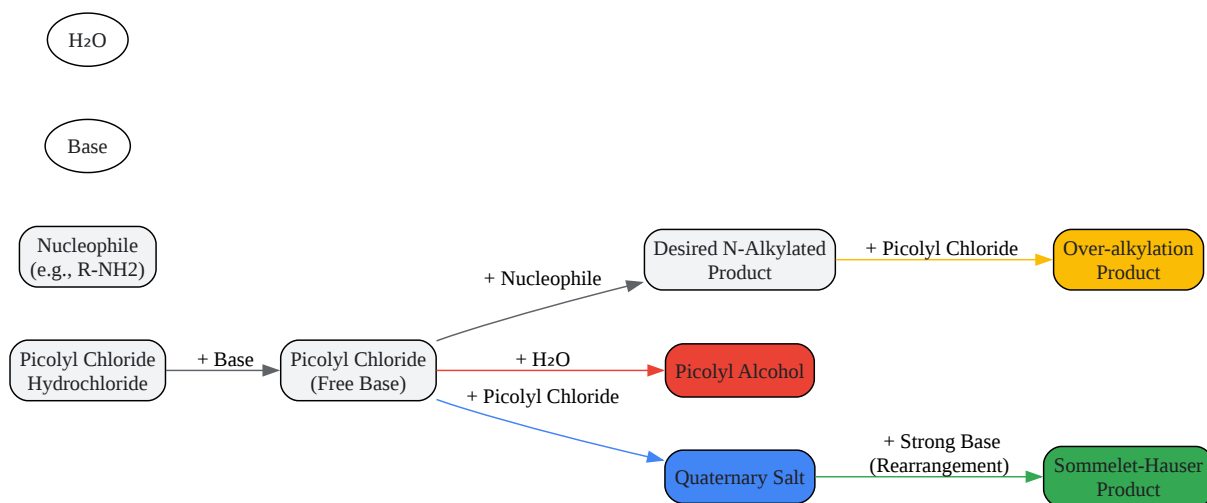 H₂O
Base
Nucleophile
(e.g., R-NH2)
Desired N-Alkylated
Product
+ Picolyl Chloride
Over-alkylation
Product
+ Nucleophile
Picolyl Chloride
Hydrochloride
+ Base
Picolyl Chloride
(Free Base)
+ H₂O
Picolyl Alcohol
+ Picolyl Chloride
Quaternary Salt
+ Strong Base
(Rearrangement)
Sommelet-Hauser
Product